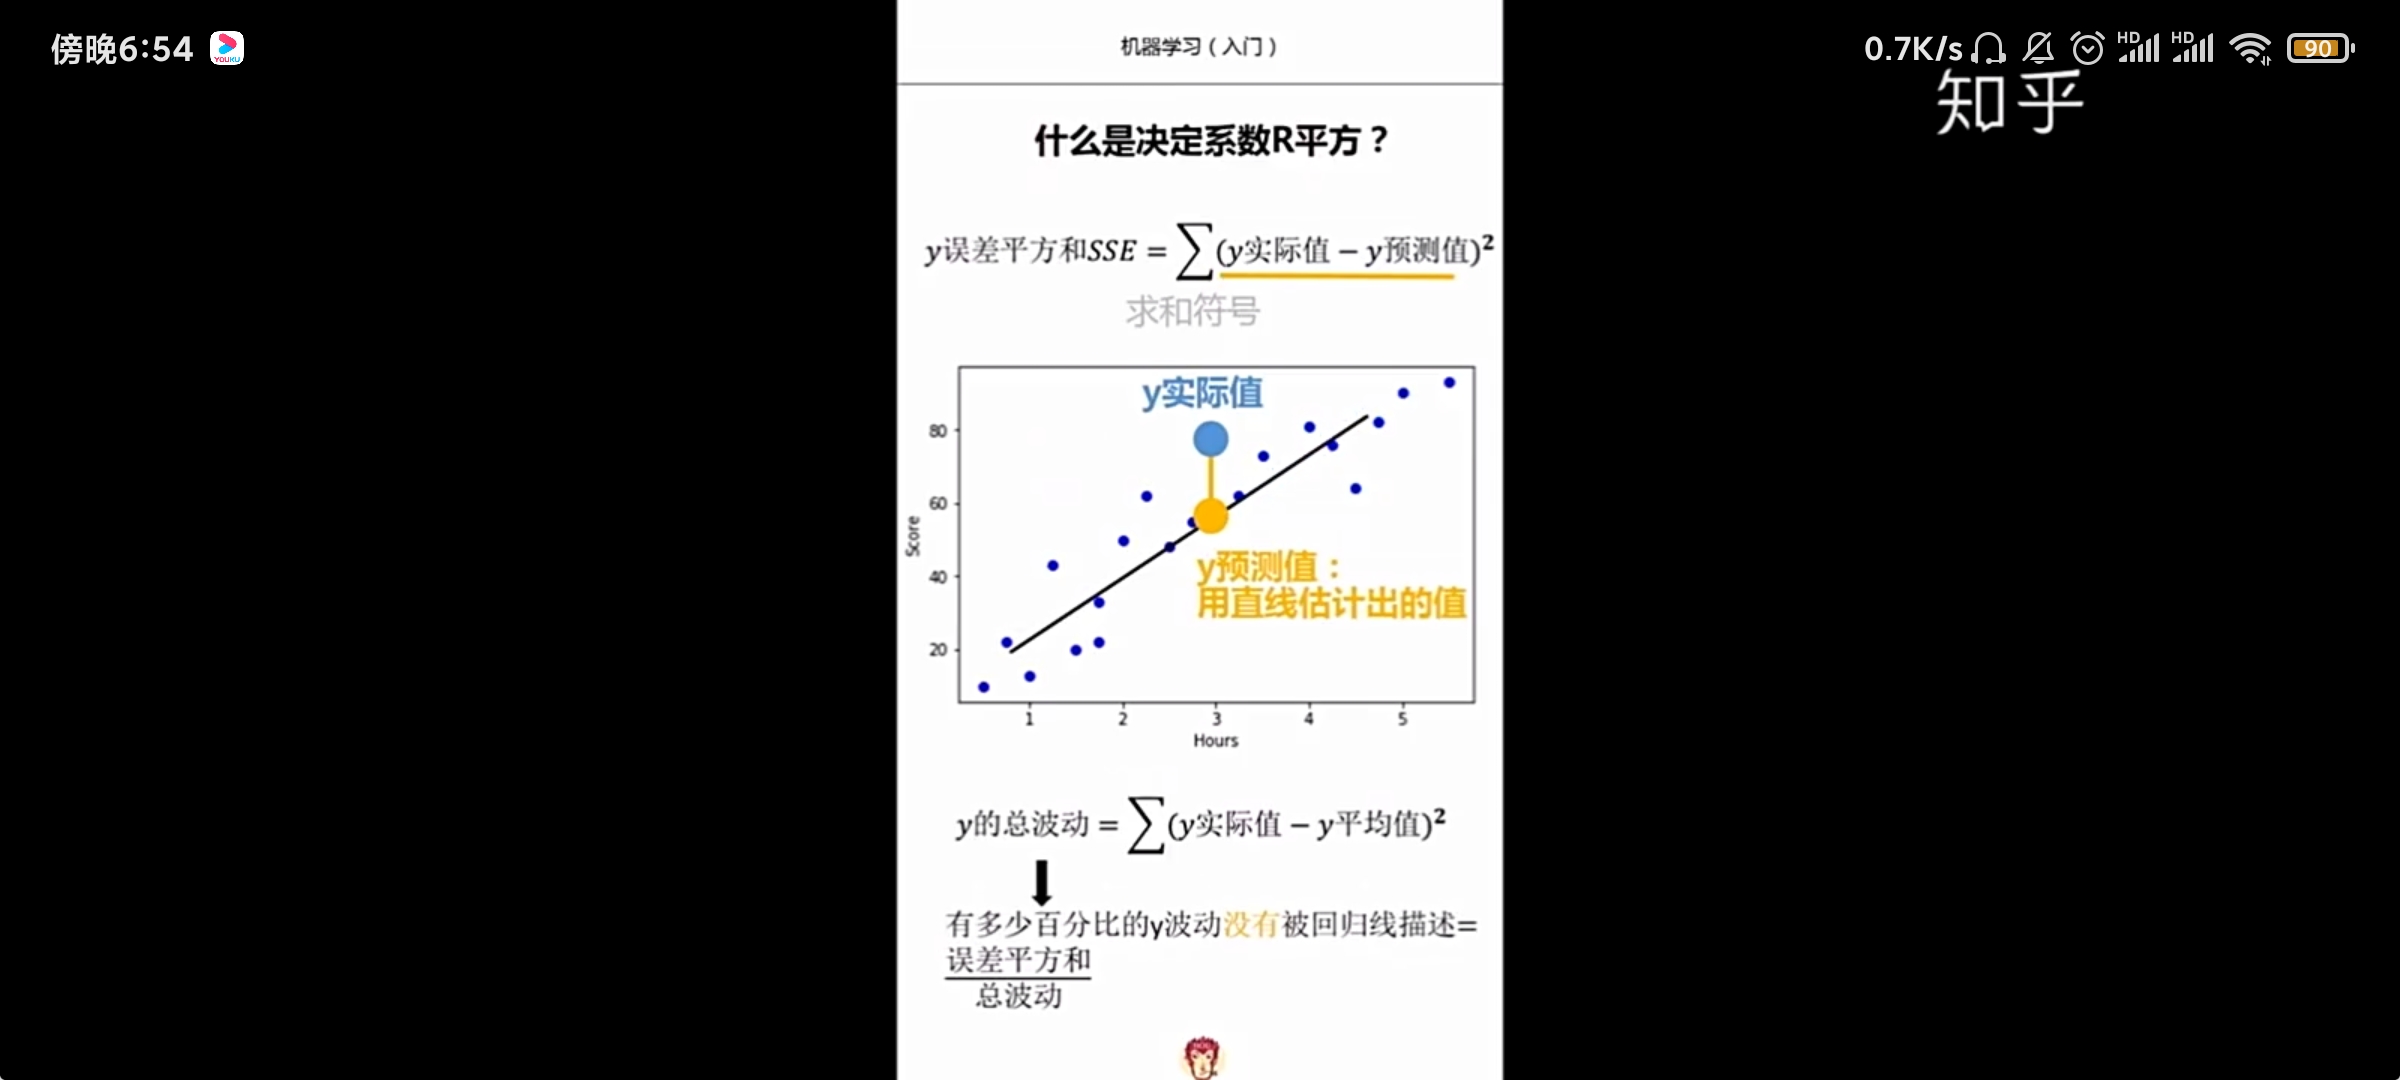 傍晚6:54
YOUKU
0.7K/s
HD
HD
90
知乎
机器学习（入门）
什么是决定系数R平方？
y误差平方和SSE = ∑(y实际值 − y预测值)²
求和符号
y实际值
y预测值：
用直线估计出的值
Score
80
60
40
20
1 2 3 4 5
Hours
y的总波动 = ∑(y实际值 − y平均值)²
有多少百分比的y波动没有被回归线描述=
误差平方和
总波动